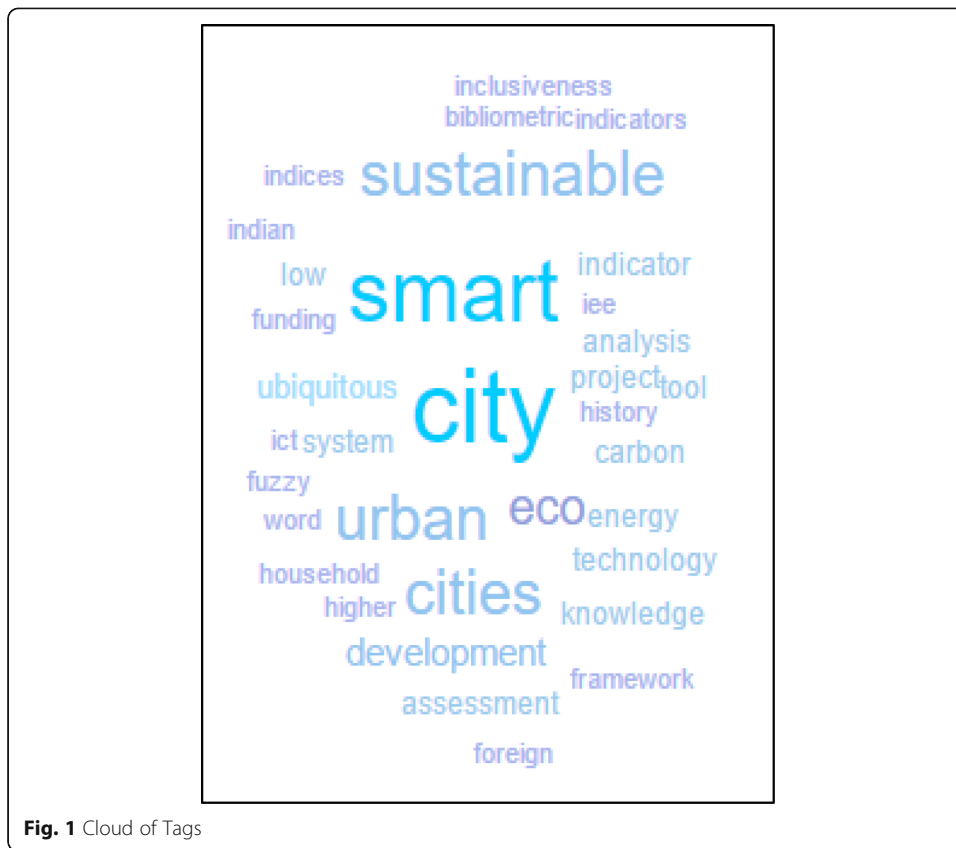 inclusiveness
bibliometric indicators
indices sustainable
indian
low smart indicator
funding iee
analysis
ubiquitous city project tool
history
ict system carbon
fuzzy
word urban eco energy
technology
household cities
higher knowledge
development
framework
assessment
foreign
Fig. 1 Cloud of Tags